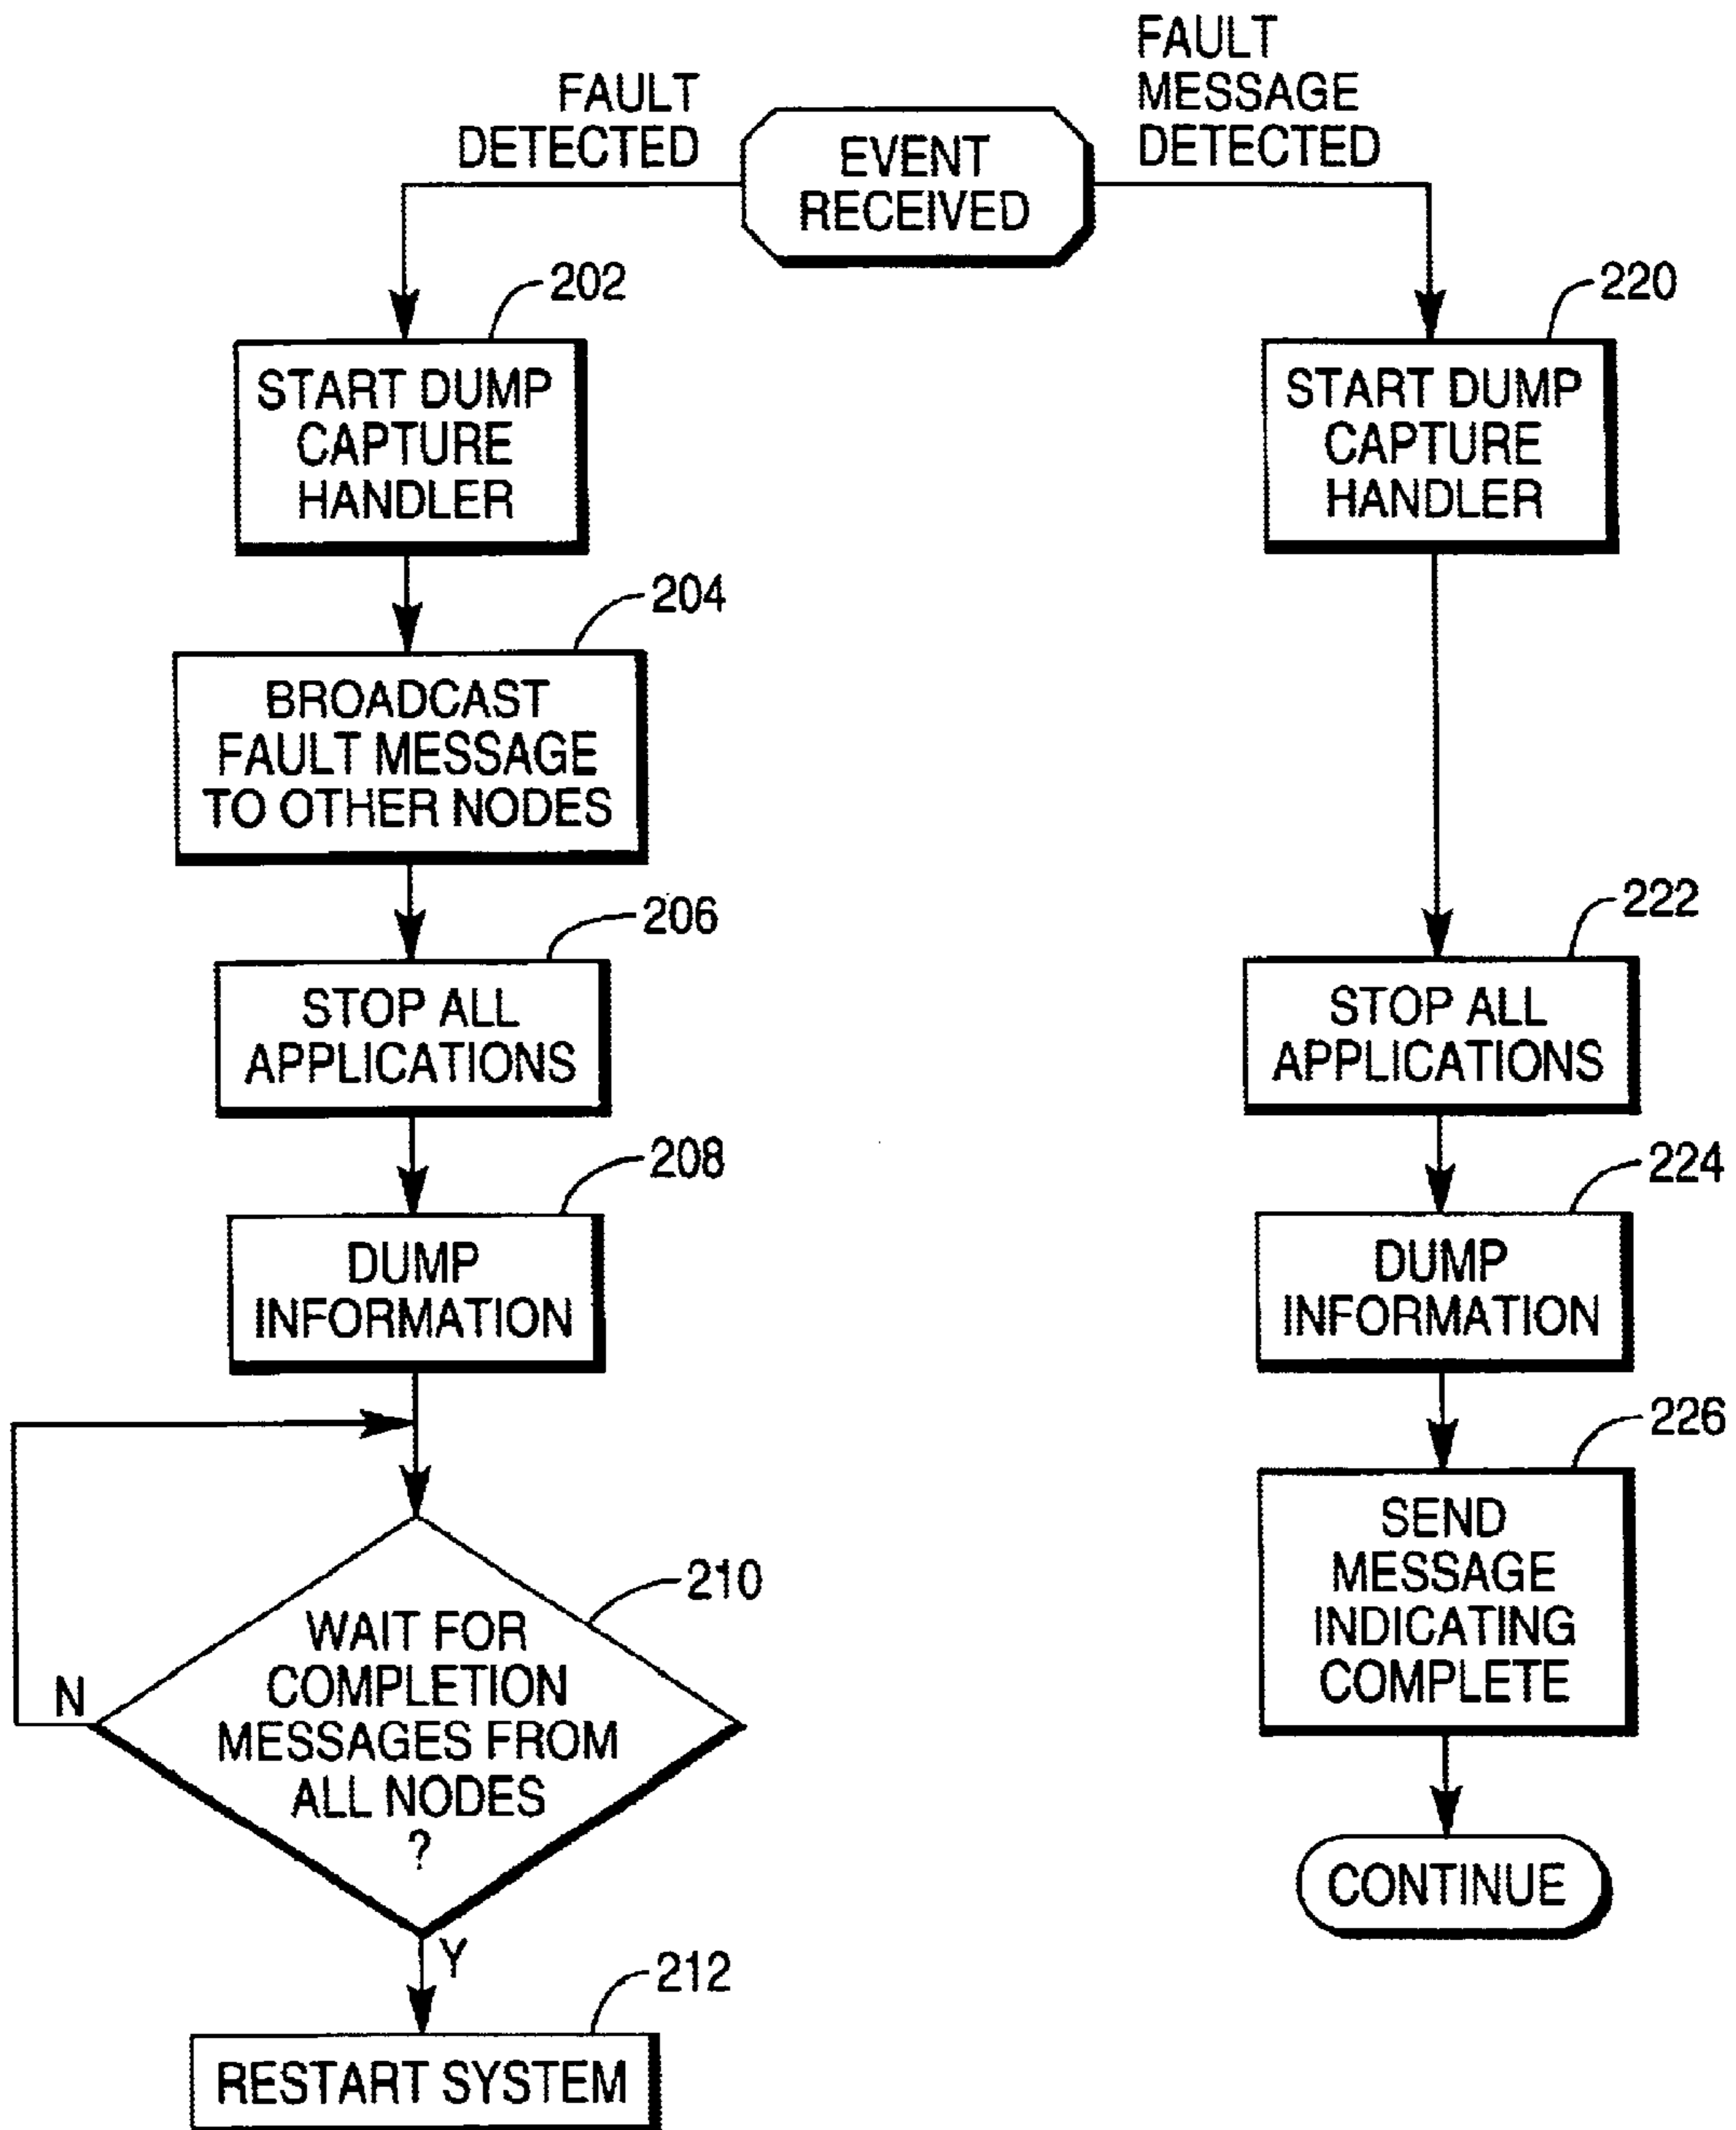 FAULT
DETECTED
FAULT
MESSAGE
DETECTED
EVENT
RECEIVED
202
START DUMP
CAPTURE
HANDLER
204
BROADCAST
FAULT MESSAGE
TO OTHER NODES
206
STOP ALL
APPLICATIONS
208
DUMP
INFORMATION
210
WAIT FOR
COMPLETION
MESSAGES FROM
ALL NODES
?
N
Y
212
RESTART SYSTEM
220
START DUMP
CAPTURE
HANDLER
222
STOP ALL
APPLICATIONS
224
DUMP
INFORMATION
226
SEND
MESSAGE
INDICATING
COMPLETE
CONTINUE